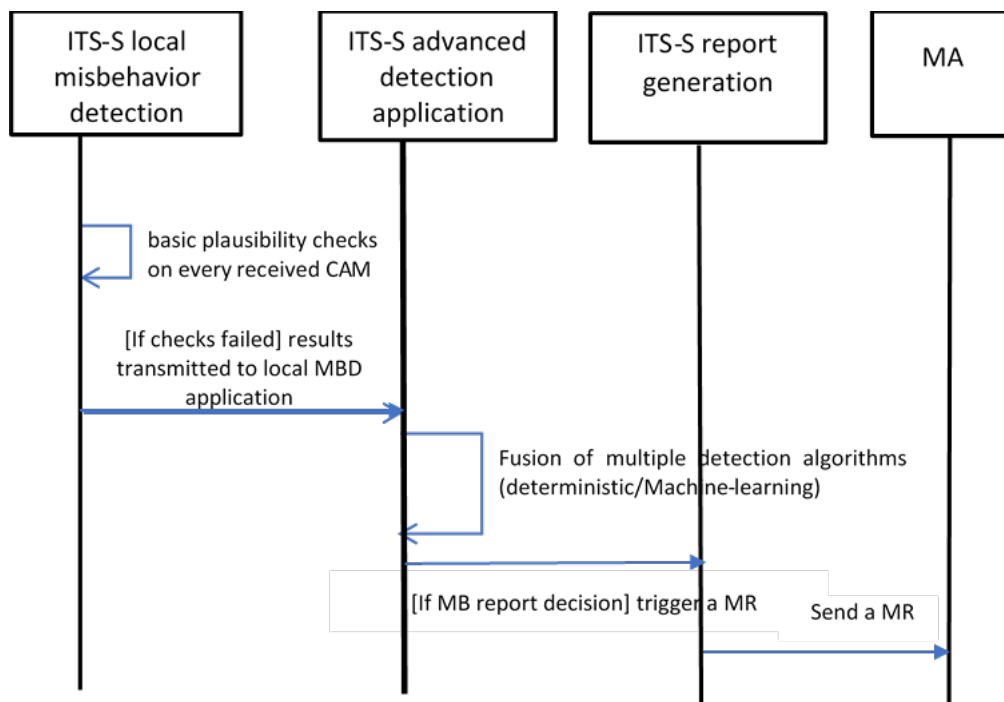 ITS-S local
misbehavior
detection
ITS-S advanced
detection
application
ITS-S report
generation
MA
basic plausibility checks
on every received CAM
[If checks failed] results
transmitted to local MBD
application
Fusion of multiple detection algorithms
(deterministic/Machine-learning)
[If MB report decision] trigger a MR
Send a MR